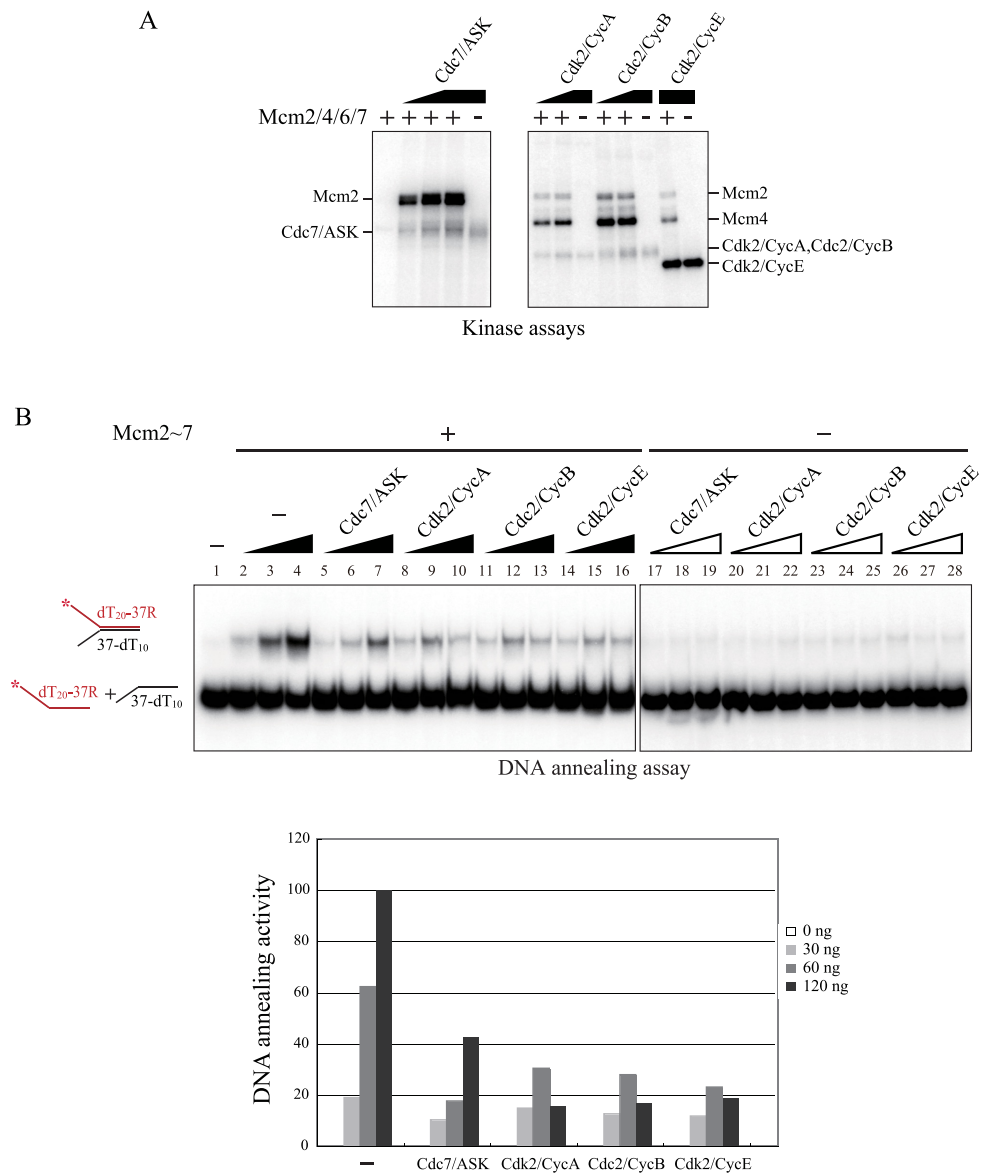 A
Cdc7/ASK
Cdk2/CycA
Cdc2/CycB
Cdk2/CycE
Mcm2/4/6/7 + + + + - + + - + + - + -
Mcm2
Cdc7/ASK
Mcm2
Mcm4
Cdk2/CycA,Cdc2/CycB
Cdk2/CycE
Kinase assays
B
Mcm2~7 + −
− − Cdc7/ASK Cdk2/CycA Cdc2/CycB Cdk2/CycE Cdc7/ASK Cdk2/CycA Cdc2/CycB Cdk2/CycE
1 2 3 4 5 6 7 8 9 10 11 12 13 14 15 16 17 18 19 20 21 22 23 24 25 26 27 28
* dT20-37R
37-dT10
* dT20-37R + 37-dT10
DNA annealing assay
DNA annealing activity
120
100
80
60
40
20
0
− Cdc7/ASK Cdk2/CycA Cdc2/CycB Cdk2/CycE
0 ng
30 ng
60 ng
120 ng